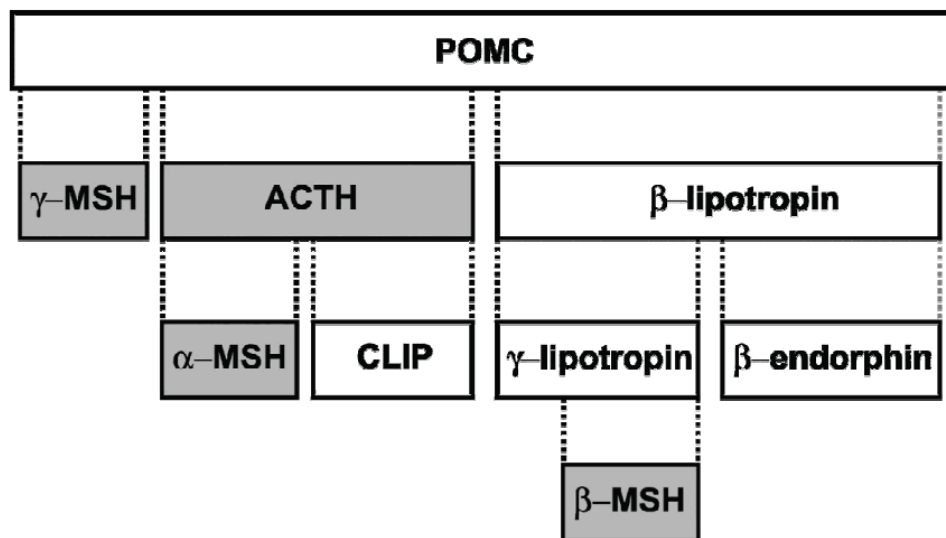 POMC
γ–MSH ACTH β–lipotropin
α–MSH CLIP γ–lipotropin β–endorphin
β–MSH